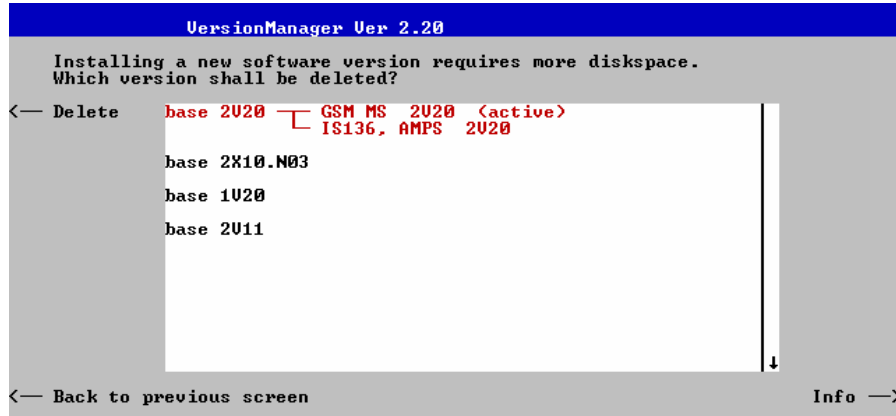 VersionManager Ver 2.20
Installing a new software version requires more diskspace.
Which version shall be deleted?
<— Delete
base 2V20 GSM MS 2V20 (active)
IS136, AMPS 2V20
base 2X10.N03
base 1V20
base 2V11
<— Back to previous screen
Info —>